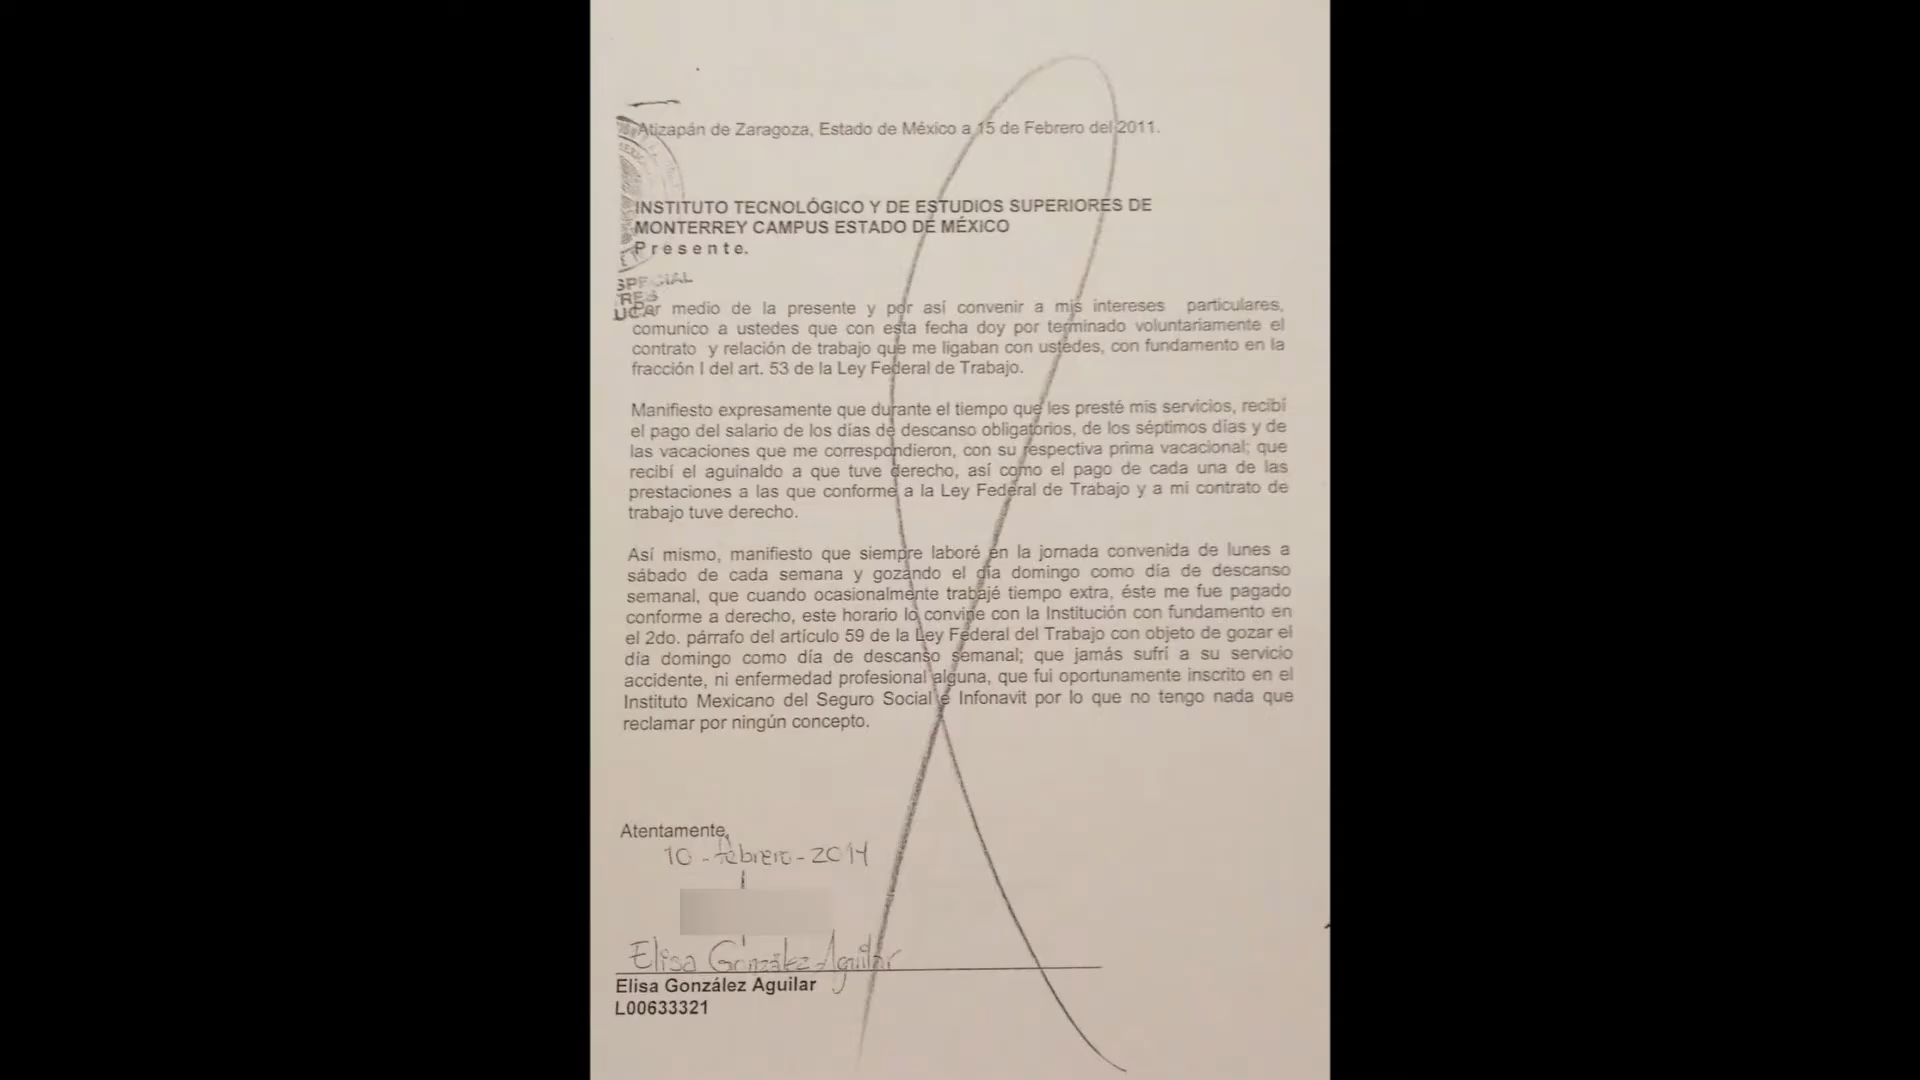 Atizapán de Zaragoza, Estado de México a 15 de Febrero del 2011.
INSTITUTO TECNOLÓGICO Y DE ESTUDIOS SUPERIORES DE
MONTERREY CAMPUS ESTADO DE MÉXICO
Presente.
Por medio de la presente y por así convenir a mis intereses particulares,
comunico a ustedes que con esta fecha doy por terminado voluntariamente el
contrato y relación de trabajo que me ligaban con ustedes, con fundamento en la
fracción I del art. 53 de la Ley Federal de Trabajo.
Manifiesto expresamente que durante el tiempo que les presté mis servicios, recibí
el pago del salario de los días de descanso obligatorios, de los séptimos días y de
las vacaciones que me correspondieron, con su respectiva prima vacacional; que
recibí el aguinaldo a que tuve derecho, así como el pago de cada una de las
prestaciones a las que conforme a la Ley Federal de Trabajo y a mi contrato de
trabajo tuve derecho.
Así mismo, manifiesto que siempre laboré en la jornada convenida de lunes a
sábado de cada semana y gozando el día domingo como día de descanso
semanal, que cuando ocasionalmente trabajé tiempo extra, éste me fue pagado
conforme a derecho, este horario lo convine con la Institución con fundamento en
el 2do. párrafo del artículo 59 de la Ley Federal del Trabajo con objeto de gozar el
día domingo como día de descanso semanal; que jamás sufrí a su servicio
accidente, ni enfermedad profesional alguna, que fui oportunamente inscrito en el
Instituto Mexicano del Seguro Social e Infonavit por lo que no tengo nada que
reclamar por ningún concepto.
Atentamente,
10 - febrero - 2014
Elisa González Aguilar
Elisa González Aguilar
L00633321